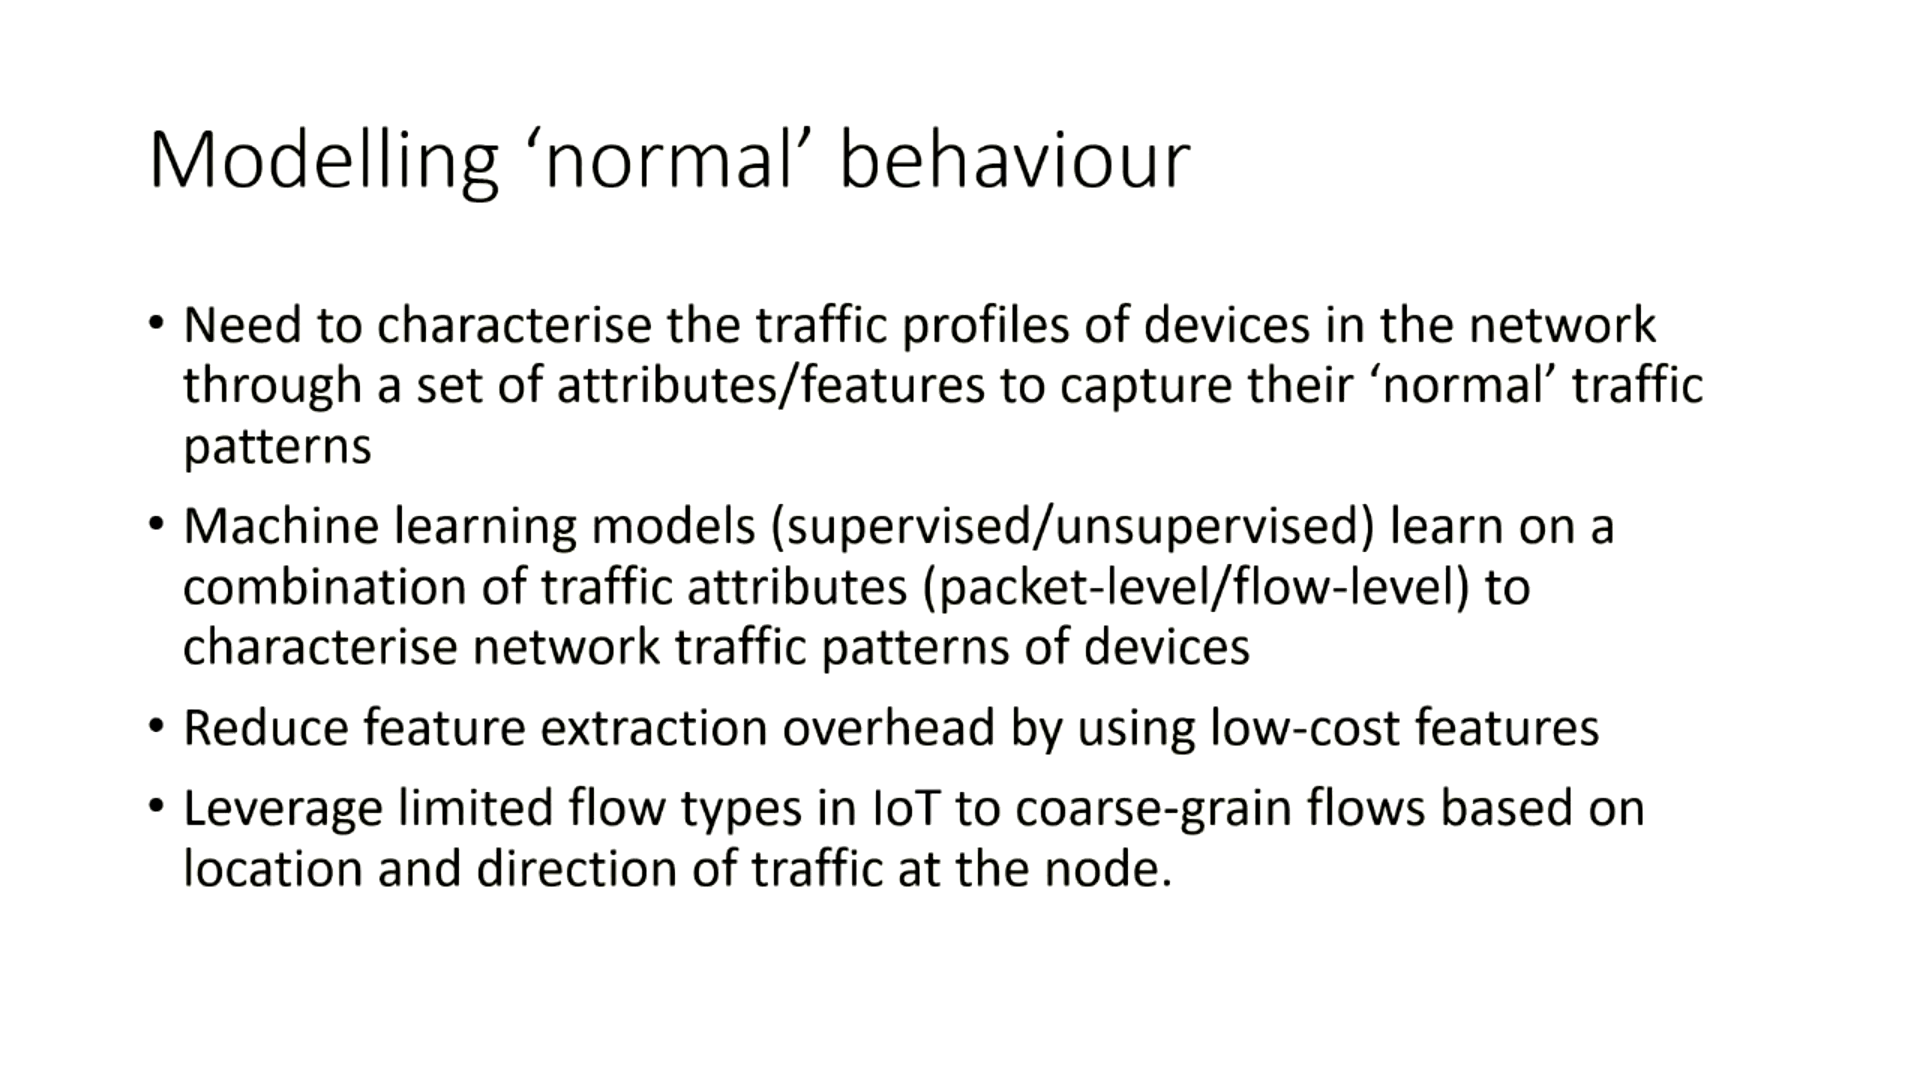 Modelling ‘normal’ behaviour
• Need to characterise the traffic profiles of devices in the network
through a set of attributes/features to capture their ‘normal’ traffic
patterns
• Machine learning models (supervised/unsupervised) learn on a
combination of traffic attributes (packet-level/flow-level) to
characterise network traffic patterns of devices
• Reduce feature extraction overhead by using low-cost features
• Leverage limited flow types in IoT to coarse-grain flows based on
location and direction of traffic at the node.